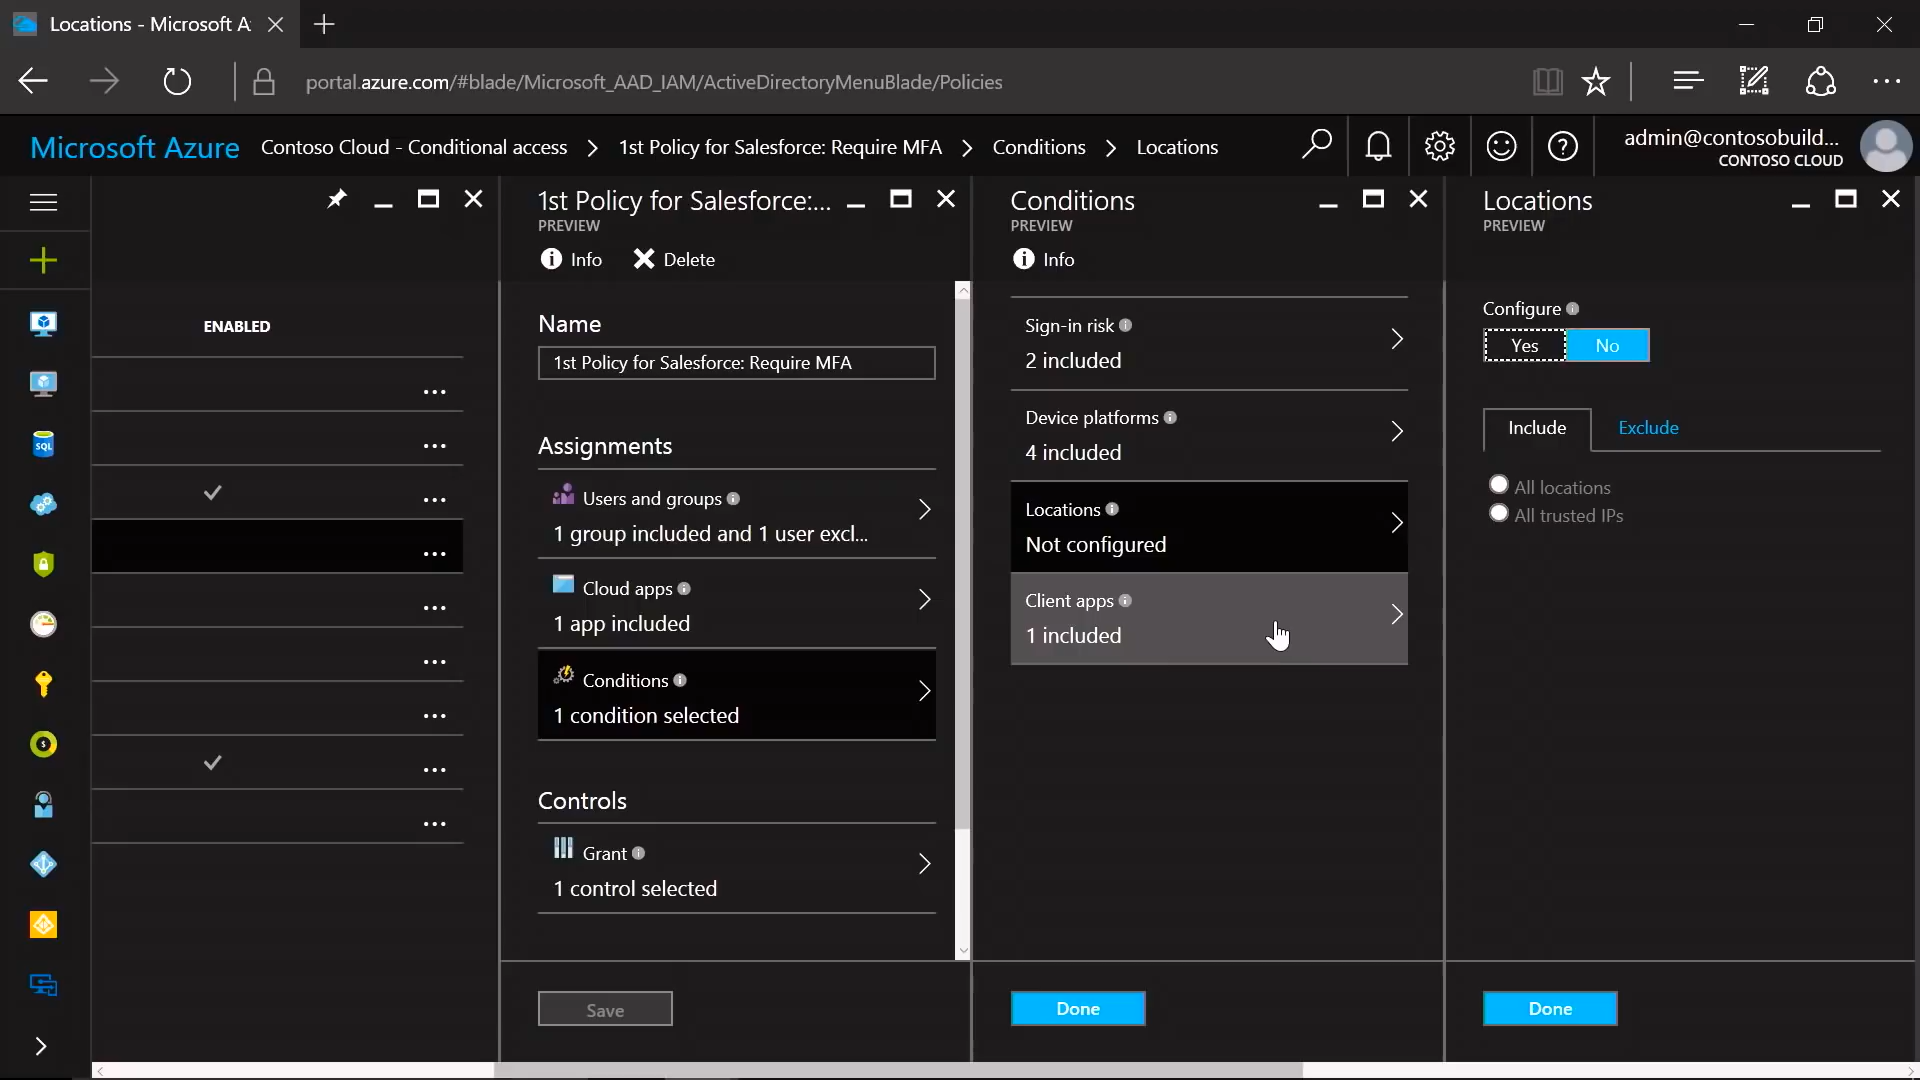 Locations - Microsoft A
portal.azure.com/#blade/Microsoft_AAD_IAM/ActiveDirectoryMenuBlade/Policies
Microsoft Azure
Contoso Cloud - Conditional access > 1st Policy for Salesforce: Require MFA > Conditions > Locations
admin@contosobuild...
CONTOSO CLOUD
ENABLED
SQL
1st Policy for Salesforce:...
PREVIEW
Info
Delete
Name
1st Policy for Salesforce: Require MFA
Assignments
Users and groups
1 group included and 1 user excl...
Cloud apps
1 app included
Conditions
1 condition selected
Controls
Grant
1 control selected
Save
Conditions
PREVIEW
Info
Sign-in risk
2 included
Device platforms
4 included
Locations
Not configured
Client apps
1 included
Done
Locations
PREVIEW
Configure
Yes
No
Include
Exclude
All locations
All trusted IPs
Done